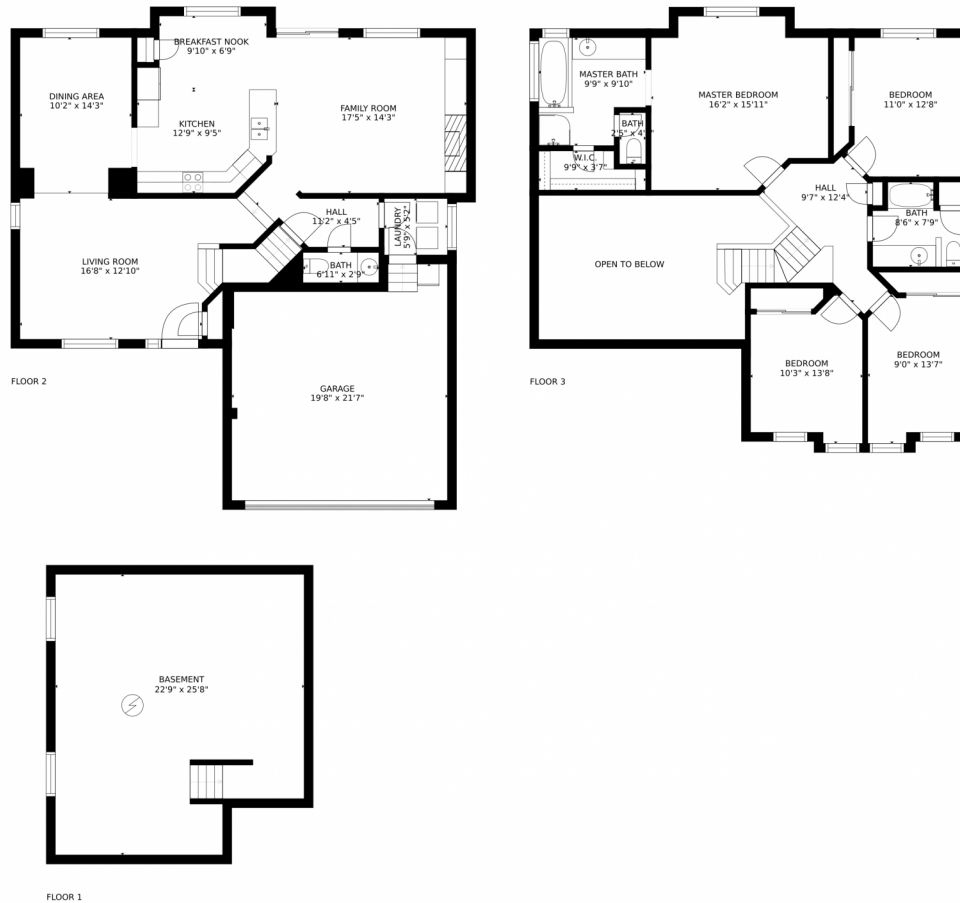 BREAKFAST NOOK
9'10" x 6'9"
DINING AREA
10'2" x 14'3"
KITCHEN
12'9" x 9'5"
FAMILY ROOM
17'5" x 14'3"
HALL
11'2" x 4'5"
LAUNDRY
5'9" x 5'2"
LIVING ROOM
16'8" x 12'10"
BATH
6'11" x 2'9"
GARAGE
19'8" x 21'7"
FLOOR 2
MASTER BATH
9'9" x 9'10"
MASTER BEDROOM
16'2" x 15'11"
BEDROOM
11'0" x 12'8"
BATH
2'5" x
W.I.C.
9'9" x 3'7"
HALL
9'7" x 12'4"
BATH
8'6" x 7'9"
OPEN TO BELOW
BEDROOM
10'3" x 13'8"
BEDROOM
9'0" x 13'7"
FLOOR 3
BASEMENT
22'9" x 25'8"
FLOOR 1